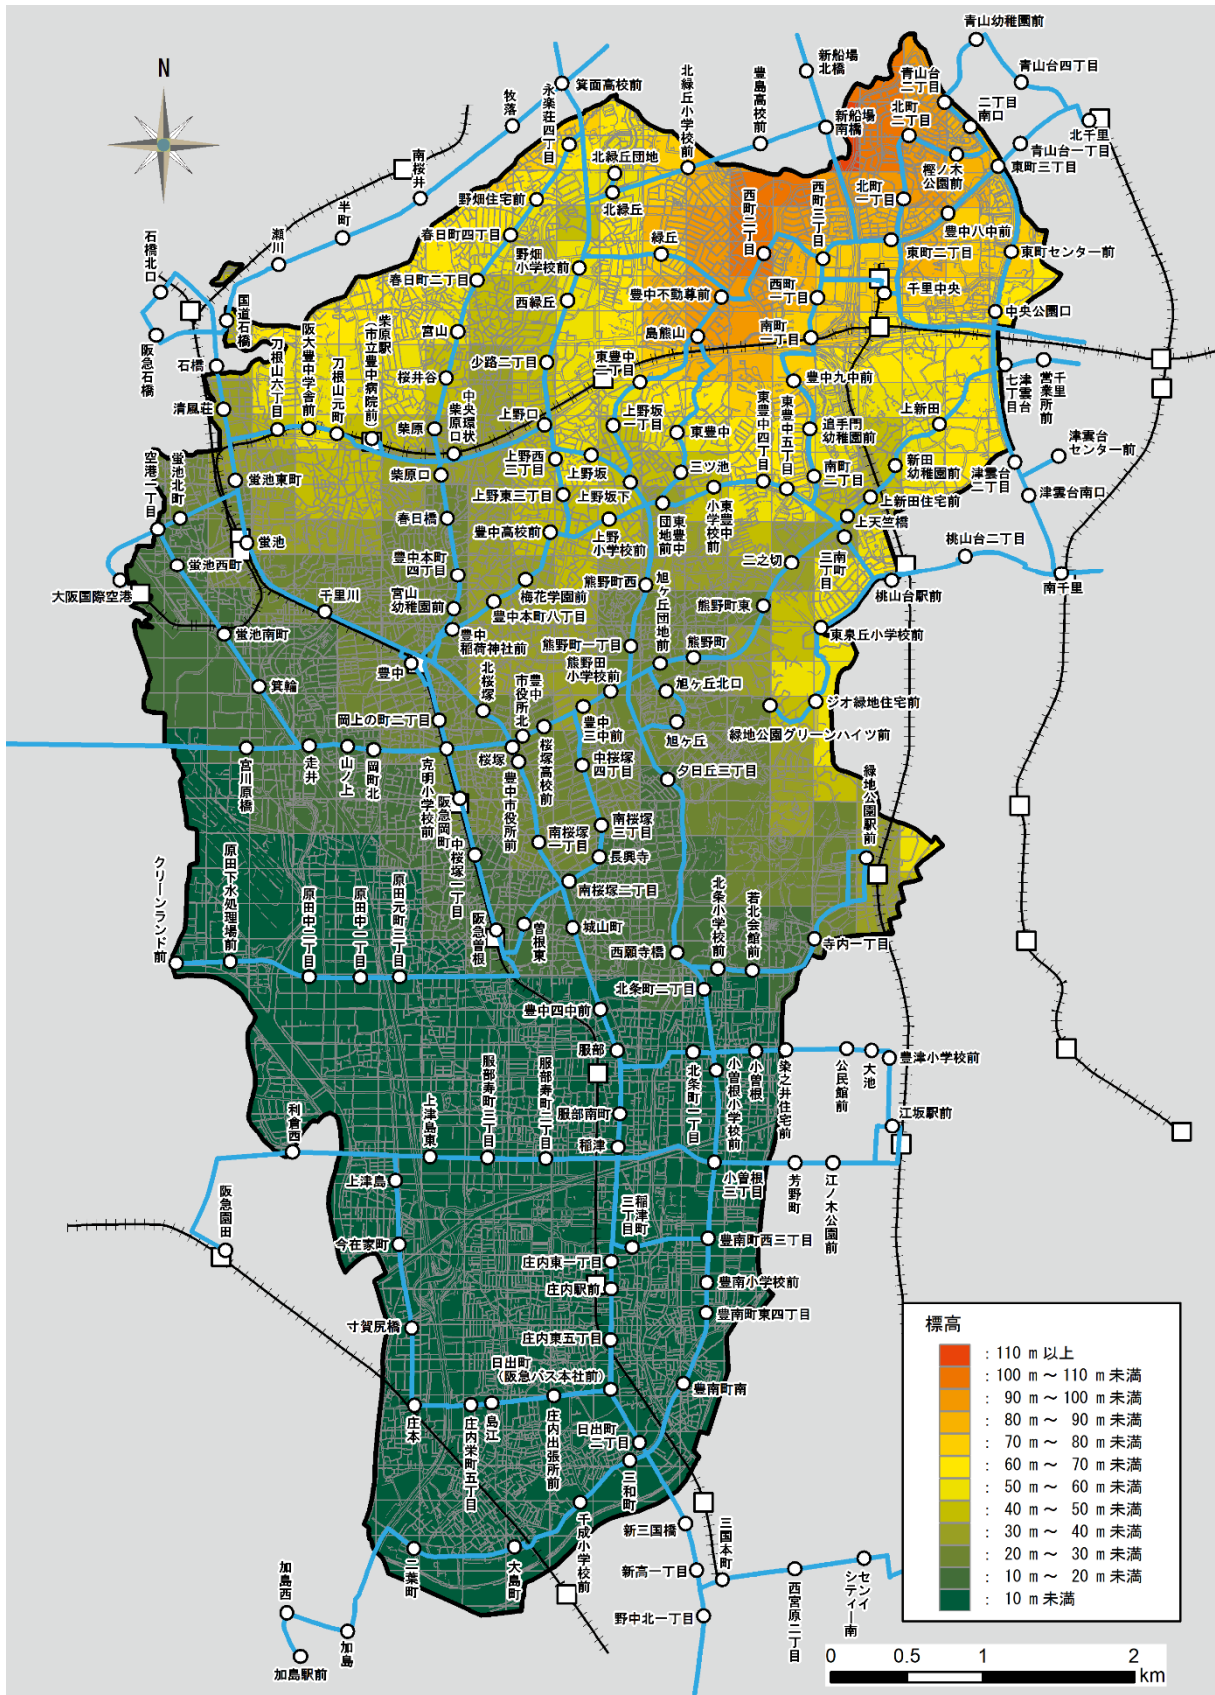 N
青山幼稚園前
青山台四丁目
青山台二丁目
二丁目南口
北千里
青山台一丁目
北町二丁目
樫ノ木公園前
東町三丁目
新船場北橋
新船場南橋
豊島高校前
北緑丘小学校前
箕面高校前
永楽荘四丁目
牧落
南桜井
半町
瀬川
石橋北口
阪急石橋
国道石橋
石橋
北緑丘団地
北緑丘
野畑住宅前
春日町四丁目
野畑小学校前
春日町二丁目
西緑丘
緑丘
豊中不動尊前
西町二丁目
西町三丁目
北町一丁目
豊中八中前
東町二丁目
東町センター前
千里中央
西町一丁目
中央公園口
南町一丁目
島熊山
宮山
少路二丁目
東豊中二丁目
桜井谷
柴原駅(市立豊中病院前)
阪大豊中学舎前
刀根山六丁目
刀根山元町
清風荘
柴原
中央環状柴原口
柴原口
上野口
上野坂一丁目
東豊中
豊中九中前
東豊中四丁目
東豊中五丁目
追手門幼稚園前
上新田
津雲台七丁目
千里営業所前
津雲台センター前
津雲台二丁目
津雲台南口
新田幼稚園前
南町二丁目
上新田住宅前
上野西三丁目
上野坂
三ツ池
上野東三丁目
上野坂下
東豊中団地前
東豊中小学校前
上天竺橋
桃山台二丁目
南千里
桃山台駅前
空港一丁目
蛍池北町
蛍池東町
蛍池
蛍池西町
大阪国際空港
春日橋
豊中高校前
上野小学校前
二之切
三南丁町目
豊中本町四丁目
宮山幼稚園前
梅花学園前
豊中本町八丁目
熊野町西
旭ヶ丘団地前
熊野町東
東泉丘小学校前
千里川
蛍池南町
豊中稲荷神社前
熊野町一丁目
熊野町
豊中
箕輪
北桜塚
豊中市役所北
熊野田小学校前
旭ヶ丘北口
ジオ緑地住宅前
岡上の町二丁目
豊中三中前
旭ヶ丘
緑地公園グリーンハイツ前
宮川原橋
走井
山ノ上
岡町北
克明小学校前
桜塚
豊中市役所前
桜塚高校前
中桜塚四丁目
夕日丘三丁目
緑地公園駅前
阪急岡町
中桜塚一丁目
南桜塚一丁目
南桜塚三丁目
長興寺
南桜塚二丁目
クリーンランド前
原田下水処理場前
原田中二丁目
原田中一丁目
原田元町三丁目
阪急曽根
曽根東
城山町
北条小学校前
若北会館前
寺内一丁目
西願寺橋
北条町二丁目
豊中四中前
服部
北条町一丁目
小曽根小学校前
小曽根
染之井住宅前
公民館前
大池
豊津小学校前
江坂駅前
利倉西
上津島東
服部寿町三丁目
服部寿町二丁目
服部南町
稲津
小曽根三丁目
芳野町
江ノ木公園前
阪急園田
上津島
今在家町
稲津町三丁目
豊南町西三丁目
庄内東一丁目
庄内駅前
豊南小学校前
豊南町東四丁目
寸賀尻橋
庄内東五丁目
日出町(阪急バス本社前)
豊南町南
庄本
庄内栄町五丁目
島江
庄内出張所前
日出町二丁目
三和町
千成小学校前
新三国橋
三国本町
二葉町
大島町
新高一丁目
西宮原二丁目
センイシティー南
野中北一丁目
加島西
加島
加島駅前
標高
：110 m 以上
：100 m～110 m 未満
： 90 m～100 m 未満
： 80 m～ 90 m 未満
： 70 m～ 80 m 未満
： 60 m～ 70 m 未満
： 50 m～ 60 m 未満
： 40 m～ 50 m 未満
： 30 m～ 40 m 未満
： 20 m～ 30 m 未満
： 10 m～ 20 m 未満
： 10 m 未満
0 0.5 1 2
km